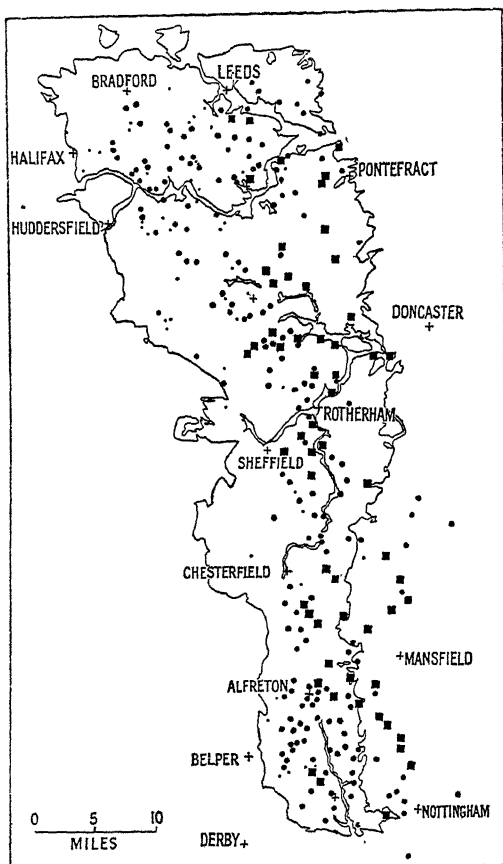 BRADFORD
LEEDS
HALIFAX
PONTEFRACT
HUDDERSFIELD
DONCASTER
ROTHERHAM
SHEFFIELD
CHESTERFIELD
MANSFIELD
ALFRETON
BELPER
NOTTINGHAM
0 5 10
MILES
DERBY